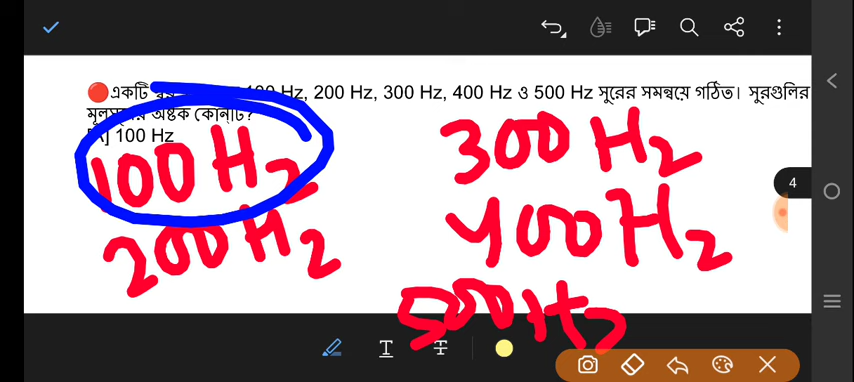 🔴একটি 100 Hz, 200 Hz, 300 Hz, 400 Hz ও 500 Hz সুরের সমন্বয়ে গঠিত। সুরগুলির
অষ্টক কোনটি?
[A] 100 Hz
100 Hz
200 Hz
300 Hz
400 Hz
500 Hz
4
T
T